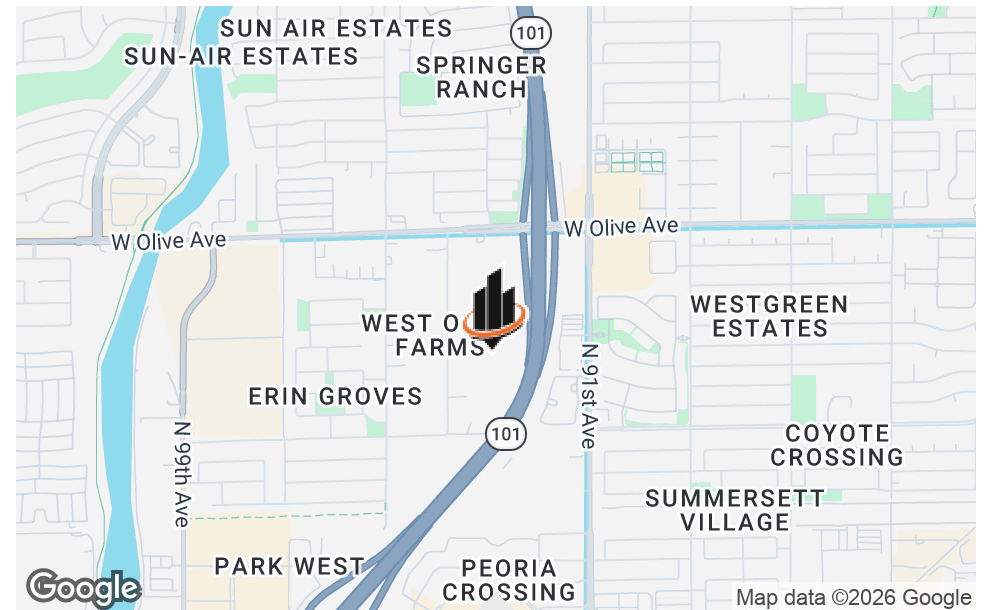 SUN AIR ESTATES
SUN-AIR ESTATES
101
SPRINGER
RANCH
W Olive Ave
W Olive Ave
WESTGREEN
ESTATES
WEST O
FARMS
N 91st Ave
ERIN GROVES
N 99th Ave
101
COYOTE
CROSSING
SUMMERSETT
VILLAGE
PARK WEST
PEORIA
CROSSING
Google
Map data ©2026 Google